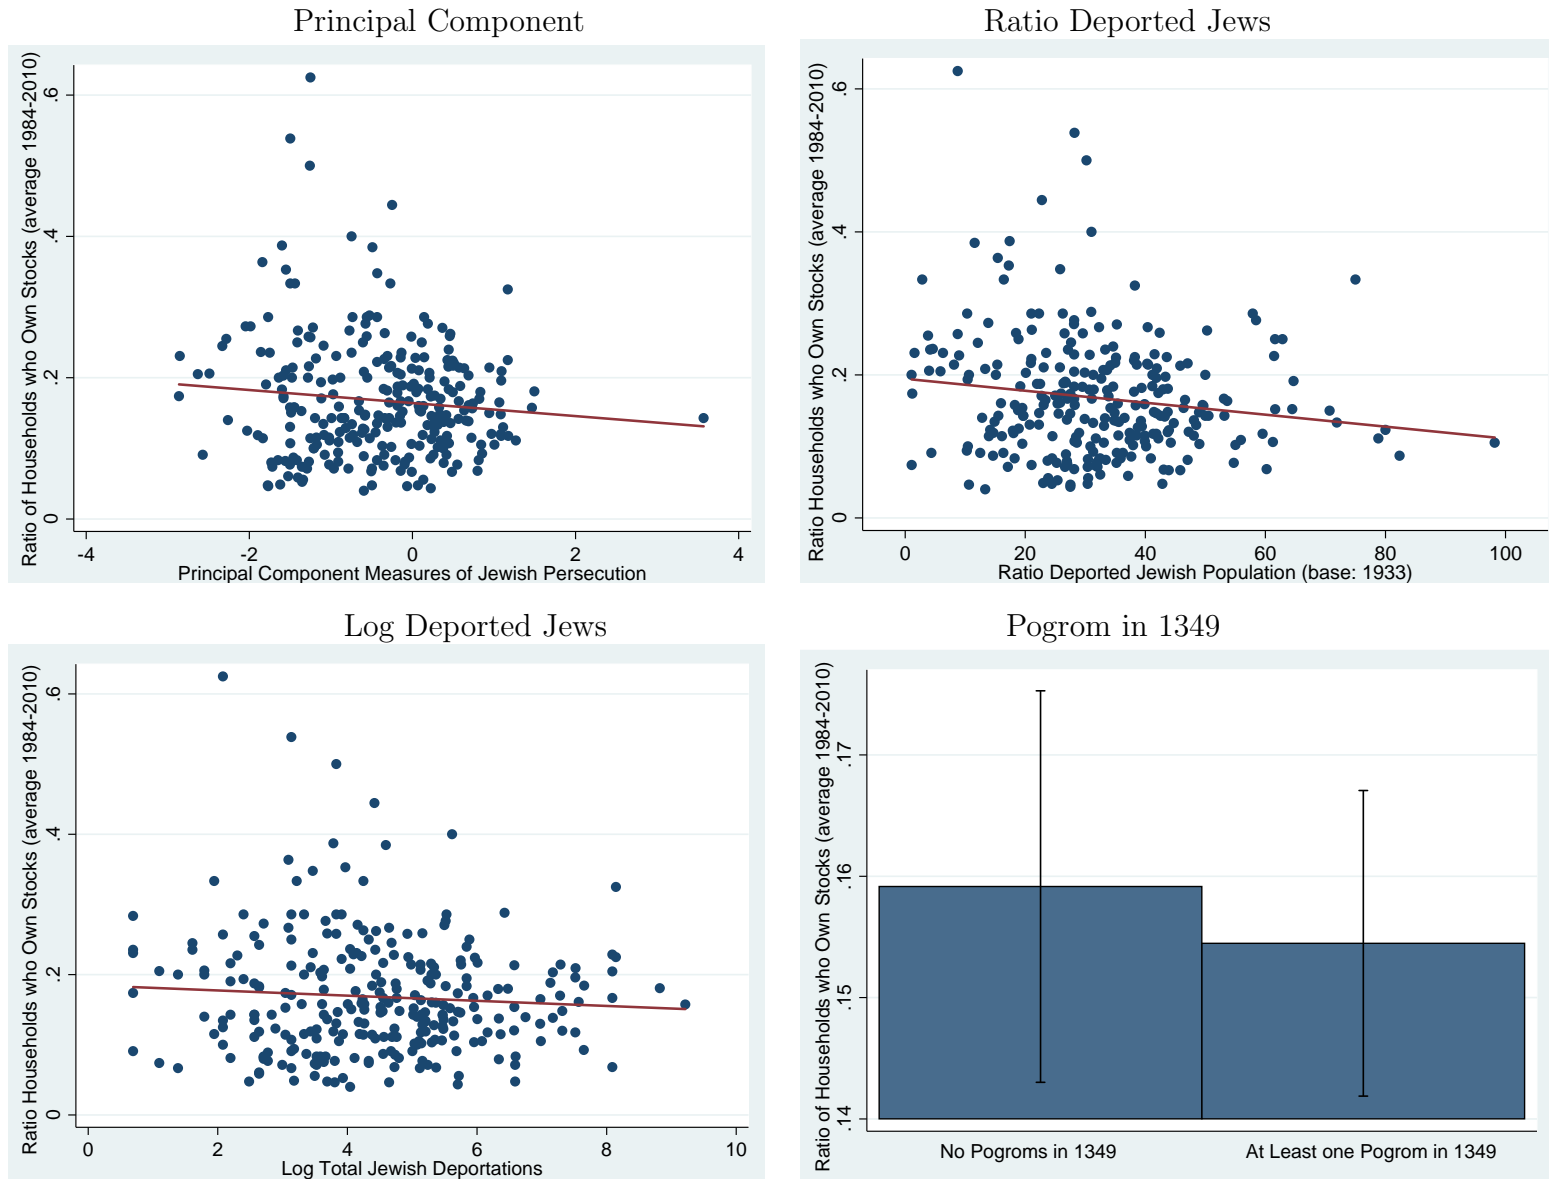 Principal Component
Ratio of Households who Own Stocks (average 1984-2010)
.6
.4
.2
0
-4 -2 0 2 4
Principal Component Measures of Jewish Persecution
Ratio Deported Jews
Ratio Households who Own Stocks (average 1984-2010)
.6
.4
.2
0
0 20 40 60 80 100
Ratio Deported Jewish Population (base: 1933)
Log Deported Jews
Ratio Households who Own Stocks (average 1984-2010)
.6
.4
.2
0
0 2 4 6 8 10
Log Total Jewish Deportations
Pogrom in 1349
Ratio of Households who Own Stocks (average 1984-2010)
.17
.16
.15
.14
No Pogroms in 1349 At Least one Pogrom in 1349